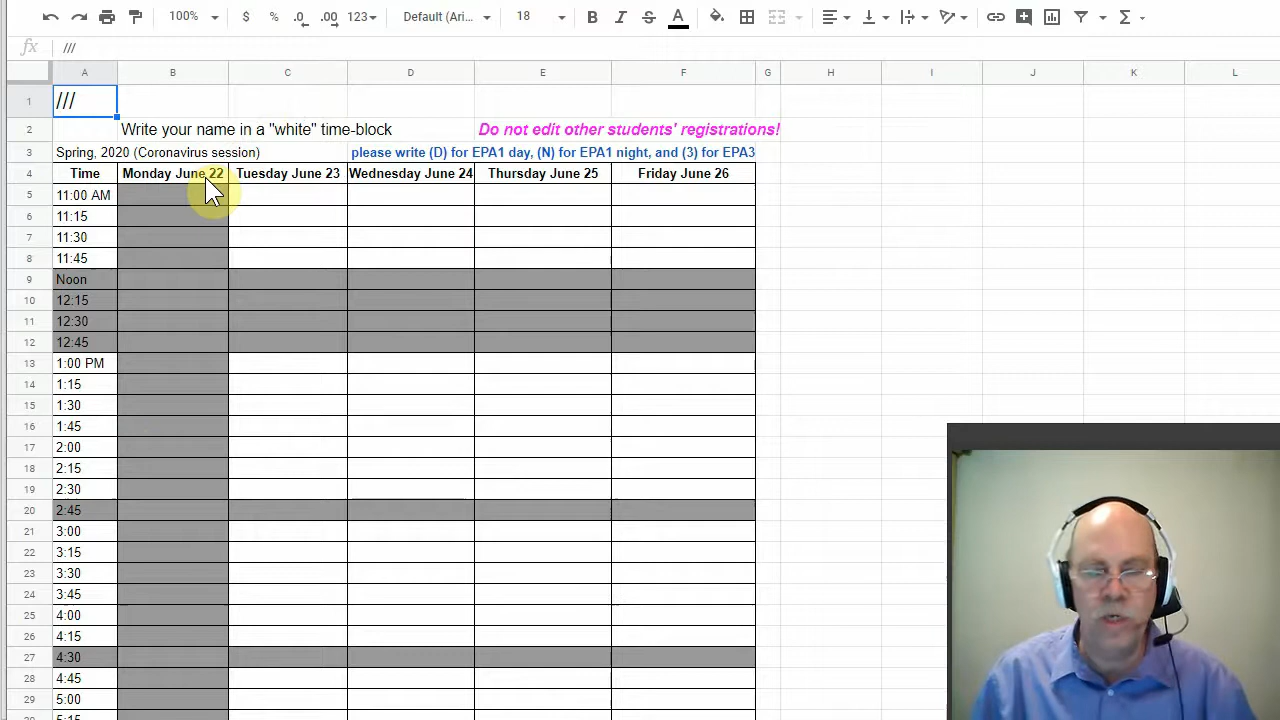 100% $ % .0 .00 123 Default (Ari... 18 B I S A Σ
fx ///
A B C D E F G H I J K L
1 ///
2 Write your name in a "white" time-block Do not edit other students' registrations!
3 Spring, 2020 (Coronavirus session) please write (D) for EPA1 day, (N) for EPA1 night, and (3) for EPA3
4 Time Monday June 22 Tuesday June 23 Wednesday June 24 Thursday June 25 Friday June 26
5 11:00 AM
6 11:15
7 11:30
8 11:45
9 Noon
10 12:15
11 12:30
12 12:45
13 1:00 PM
14 1:15
15 1:30
16 1:45
17 2:00
18 2:15
19 2:30
20 2:45
21 3:00
22 3:15
23 3:30
24 3:45
25 4:00
26 4:15
27 4:30
28 4:45
29 5:00
5:15